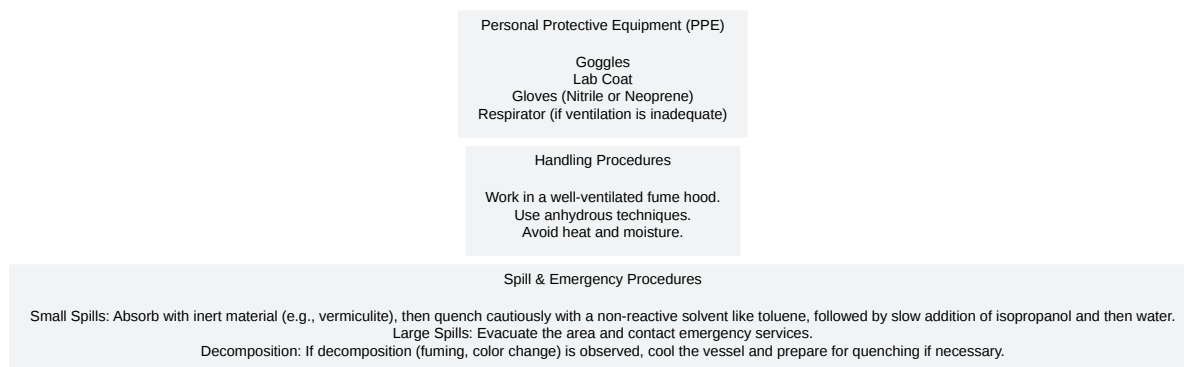 Personal Protective Equipment (PPE)
Goggles
Lab Coat
Gloves (Nitrile or Neoprene)
Respirator (if ventilation is inadequate)
Handling Procedures
Work in a well-ventilated fume hood.
Use anhydrous techniques.
Avoid heat and moisture.
Spill & Emergency Procedures
Small Spills: Absorb with inert material (e.g., vermiculite), then quench cautiously with a non-reactive solvent like toluene, followed by slow addition of isopropanol and then water.
Large Spills: Evacuate the area and contact emergency services.
Decomposition: If decomposition (fuming, color change) is observed, cool the vessel and prepare for quenching if necessary.